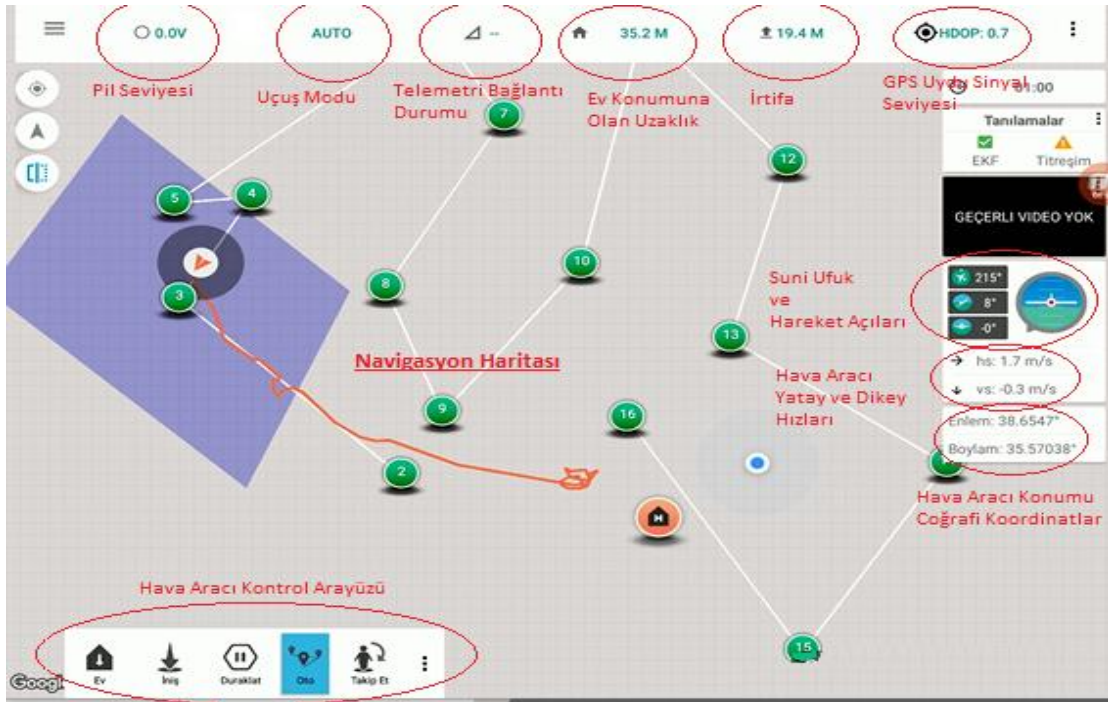 0.0V
AUTO
--
35.2 M
19.4 M
HDOP: 0.7
Pil Seviyesi
Uçuş Modu
Telemetri Bağlantı
Durumu
Ev Konumuna
Olan Uzaklık
İrtifa
GPS Uydu Sinyal
Seviyesi
01:00
Tanılamalar
EKF
Titreşim
GEÇERLI VIDEO YOK
7
12
5
4
10
8
3
13
9
16
2
15
Suni Ufuk
ve
Hareket Açıları
215°
8°
-0°
Navigasyon Haritası
Hava Aracı
Yatay ve Dikey
Hızları
hs: 1.7 m/s
vs: -0.3 m/s
Enlem: 38.6547°
Boylam: 35.57038°
Hava Aracı Konumu
Coğrafi Koordinatlar
H
Hava Aracı Kontrol Arayüzü
Ev
İniş
Duraklat
Oto
Takip Et
Googl